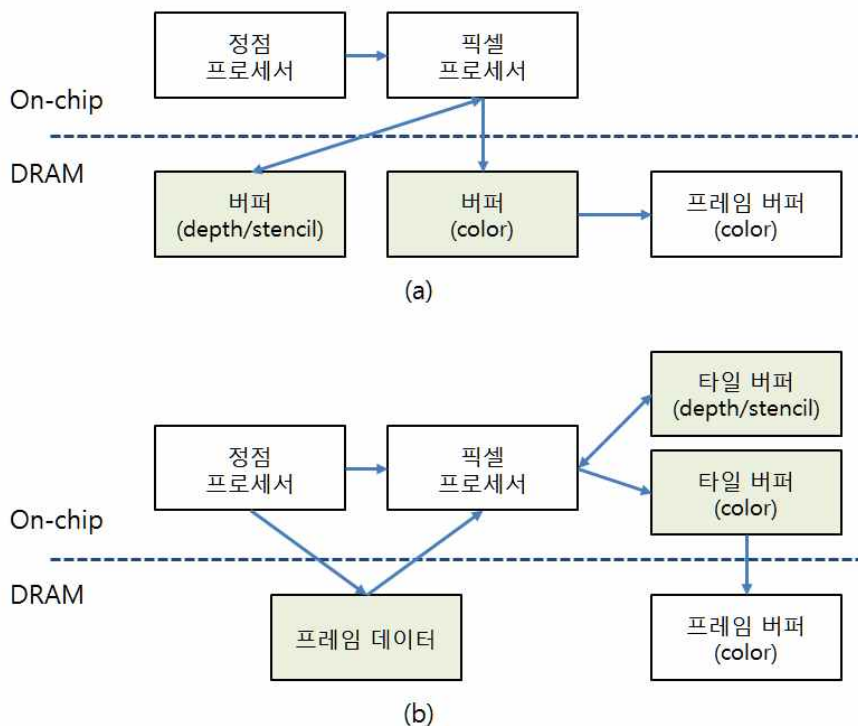 정점
프로세서
픽셀
프로세서
On-chip
DRAM
버퍼
(depth/stencil)
버퍼
(color)
프레임 버퍼
(color)
(a)
타일 버퍼
(depth/stencil)
정점
프로세서
픽셀
프로세서
타일 버퍼
(color)
On-chip
DRAM
프레임 데이터
프레임 버퍼
(color)
(b)